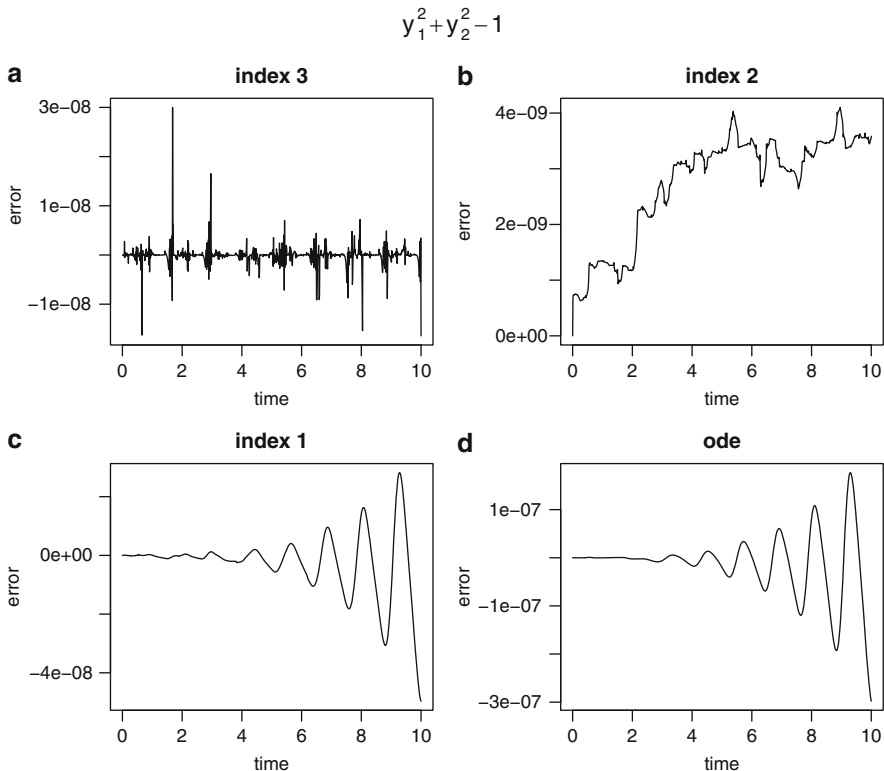 y₁²+y₂²−1
a
index 3
3e−08
1e−08
−1e−08
error
0 2 4 6 8 10
time
b
index 2
4e−09
2e−09
0e+00
error
0 2 4 6 8 10
time
c
index 1
0e+00
−4e−08
error
0 2 4 6 8 10
time
d
ode
1e−07
−1e−07
−3e−07
error
0 2 4 6 8 10
time